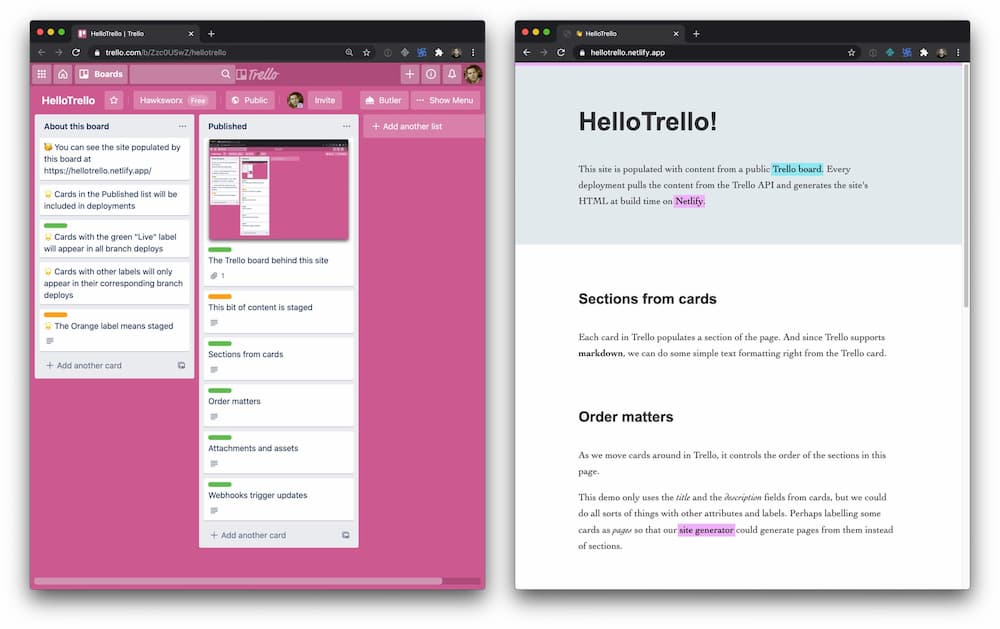 HelloTrello | Trello
trello.com/b/Zzc0U5wZ/hellotrello
Boards
Trello
HelloTrello
Hawksworx Free
Public
Invite
Butler
Show Menu
About this board
You can see the site populated by
this board at
https://hellotrello.netlify.app/
Cards in the Published list will be
included in deployments
Cards with the green "Live" label
will appear in all branch deploys
Cards with other labels will only
appear in their corresponding branch
deploys
The Orange label means staged
Add another card
Published
The Trello board behind this site
1
This bit of content is staged
Sections from cards
Order matters
Attachments and assets
Webhooks trigger updates
Add another card
Add another list
HelloTrello
hellotrello.netlify.app
HelloTrello!
This site is populated with content from a public Trello board. Every
deployment pulls the content from the Trello API and generates the site's
HTML at build time on Netlify.
Sections from cards
Each card in Trello populates a section of the page. And since Trello supports
markdown, we can do some simple text formatting right from the Trello card.
Order matters
As we move cards around in Trello, it controls the order of the sections in this
page.
This demo only uses the title and the description fields from cards, but we could
do all sorts of things with other attributes and labels. Perhaps labelling some
cards as pages so that our site generator could generate pages from them instead
of sections.